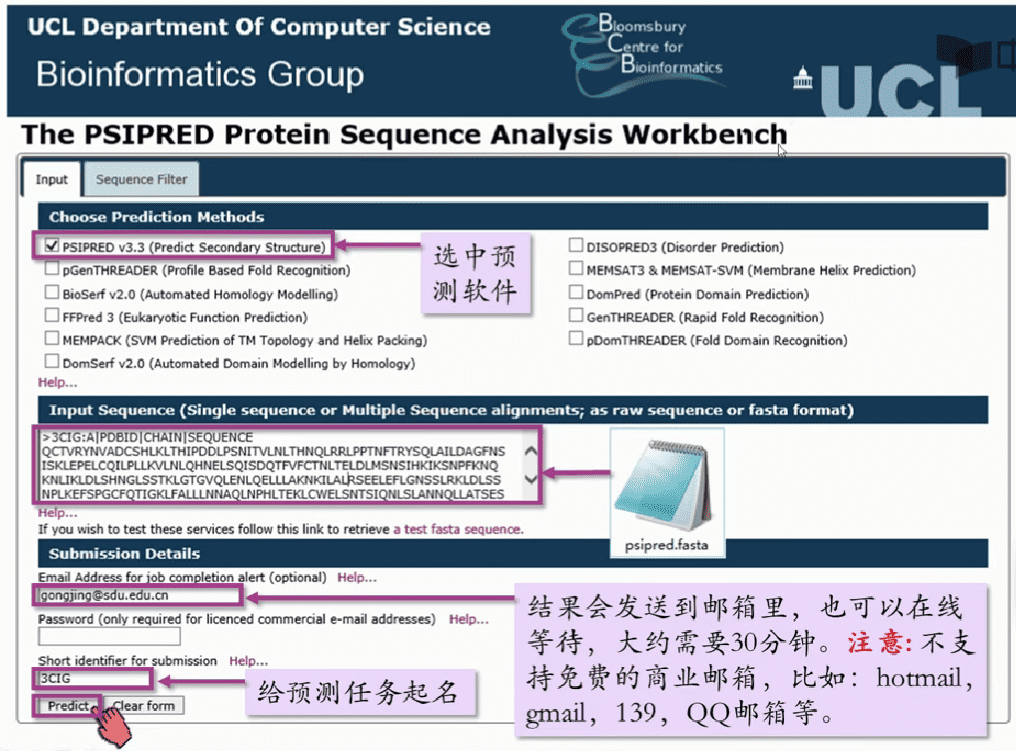 UCL Department Of Computer Science
Bioinformatics Group
Bloomsbury
Centre for
Bioinformatics
UCL
The PSIPRED Protein Sequence Analysis Workbench
Input
Sequence Filter
Choose Prediction Methods
PSIPRED v3.3 (Predict Secondary Structure)
DISOPRED3 (Disorder Prediction)
pGenTHREADER (Profile Based Fold Recognition)
MEMSAT3 & MEMSAT-SVM (Membrane Helix Prediction)
BioSerf v2.0 (Automated Homology Modelling)
DomPred (Protein Domain Prediction)
FFPred 3 (Eukaryotic Function Prediction)
GenTHREADER (Rapid Fold Recognition)
MEMPACK (SVM Prediction of TM Topology and Helix Packing)
pDomTHREADER (Fold Domain Recognition)
DomSerf v2.0 (Automated Domain Modelling by Homology)
Help...
选中预
测软件
Input Sequence (Single sequence or Multiple Sequence alignments; as raw sequence or fasta format)
>3CIG:A|PDBID|CHAIN|SEQUENCE
QCTVRYNVADCSHLKLTHIPDDLPSNITVLNLTHNQLRRLPPTNFTRYSQLAILDAGFNS
ISKLEPELCQILPLLKVLNLQHNELSQISDQTFVFCTNLTELDLMSNSIHKIKSNPFKNQ
KNLIKLDLSHNGLSSTKLGTGVQLENLQELLLAKNKILALRSEELEFLGNSSLRKLDLSS
NPLKEFSPGCFQTIGKLFALLLNNAQLNPHLTEKLCWELSNTSIQNLSLANNQLLATSES
psipred.fasta
Help...
If you wish to test these services follow this link to retrieve a test fasta sequence.
Submission Details
Email Address for job completion alert (optional) Help...
gongjing@sdu.edu.cn
Password (only required for licenced commercial e-mail addresses) Help...
Short identifier for submission Help...
3CIG
给预测任务起名
Predict
Clear form
结果会发送到邮箱里，也可以在线
等待，大约需要30分钟。注意: 不支
持免费的商业邮箱，比如：hotmail，
gmail，139，QQ邮箱等。